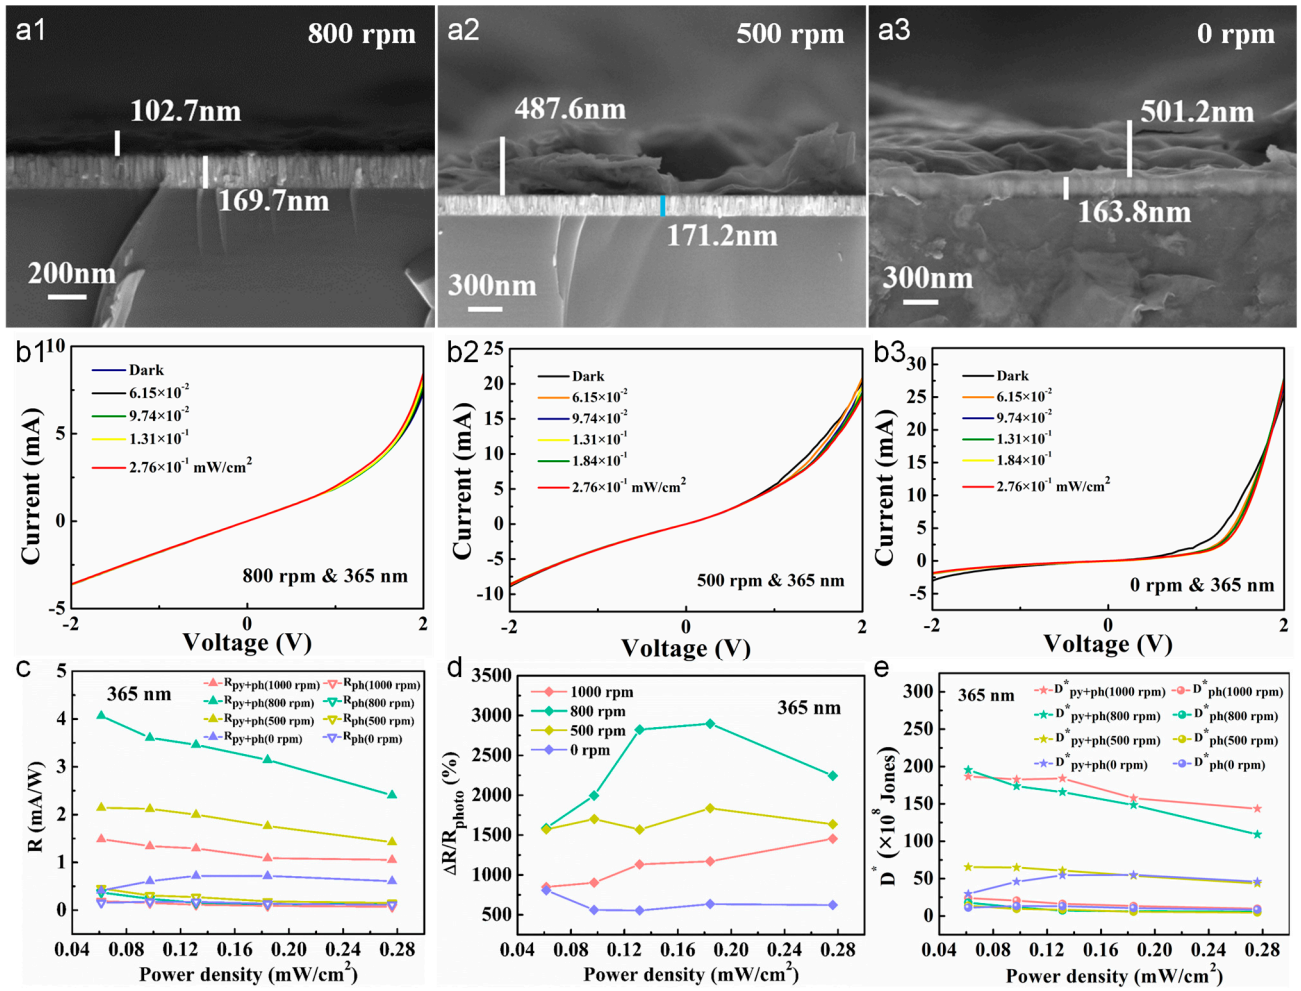 a1 800 rpm
102.7nm
169.7nm
200nm
a2 500 rpm
487.6nm
171.2nm
300nm
a3 0 rpm
501.2nm
163.8nm
300nm
b1
10
5
0
-5
-2 0 2
Current (mA)
Voltage (V)
Dark
6.15×10⁻²
9.74×10⁻²
1.31×10⁻¹
2.76×10⁻¹ mW/cm²
800 rpm & 365 nm
b2
25
20
15
10
5
0
-5
-10
-2 0 2
Current (mA)
Voltage (V)
Dark
6.15×10⁻²
9.74×10⁻²
1.31×10⁻¹
1.84×10⁻¹
2.76×10⁻¹ mW/cm²
500 rpm & 365 nm
b3
30
25
20
15
10
5
0
-5
-2 0 2
Current (mA)
Voltage (V)
Dark
6.15×10⁻²
9.74×10⁻²
1.31×10⁻¹
1.84×10⁻¹
2.76×10⁻¹ mW/cm²
0 rpm & 365 nm
c
5
4
3
2
1
0
0.04 0.08 0.12 0.16 0.20 0.24 0.28
R (mA/W)
Power density (mW/cm²)
365 nm
Rpy+ph(1000 rpm) Rph(1000 rpm)
Rpy+ph(800 rpm) Rph(800 rpm)
Rpy+ph(500 rpm) Rph(500 rpm)
Rpy+ph(0 rpm) Rph(0 rpm)
d
3500
3000
2500
2000
1500
1000
500
0.04 0.08 0.12 0.16 0.20 0.24 0.28
ΔR/Rphoto (%)
Power density (mW/cm²)
1000 rpm
800 rpm
500 rpm
0 rpm
365 nm
e
300
250
200
150
100
50
0
0.04 0.08 0.12 0.16 0.20 0.24 0.28
D* (×10⁸ Jones)
Power density (mW/cm²)
365 nm
D*py+ph(1000 rpm) D*ph(1000 rpm)
D*py+ph(800 rpm) D*ph(800 rpm)
D*py+ph(500 rpm) D*ph(500 rpm)
D*py+ph(0 rpm) D*ph(0 rpm)